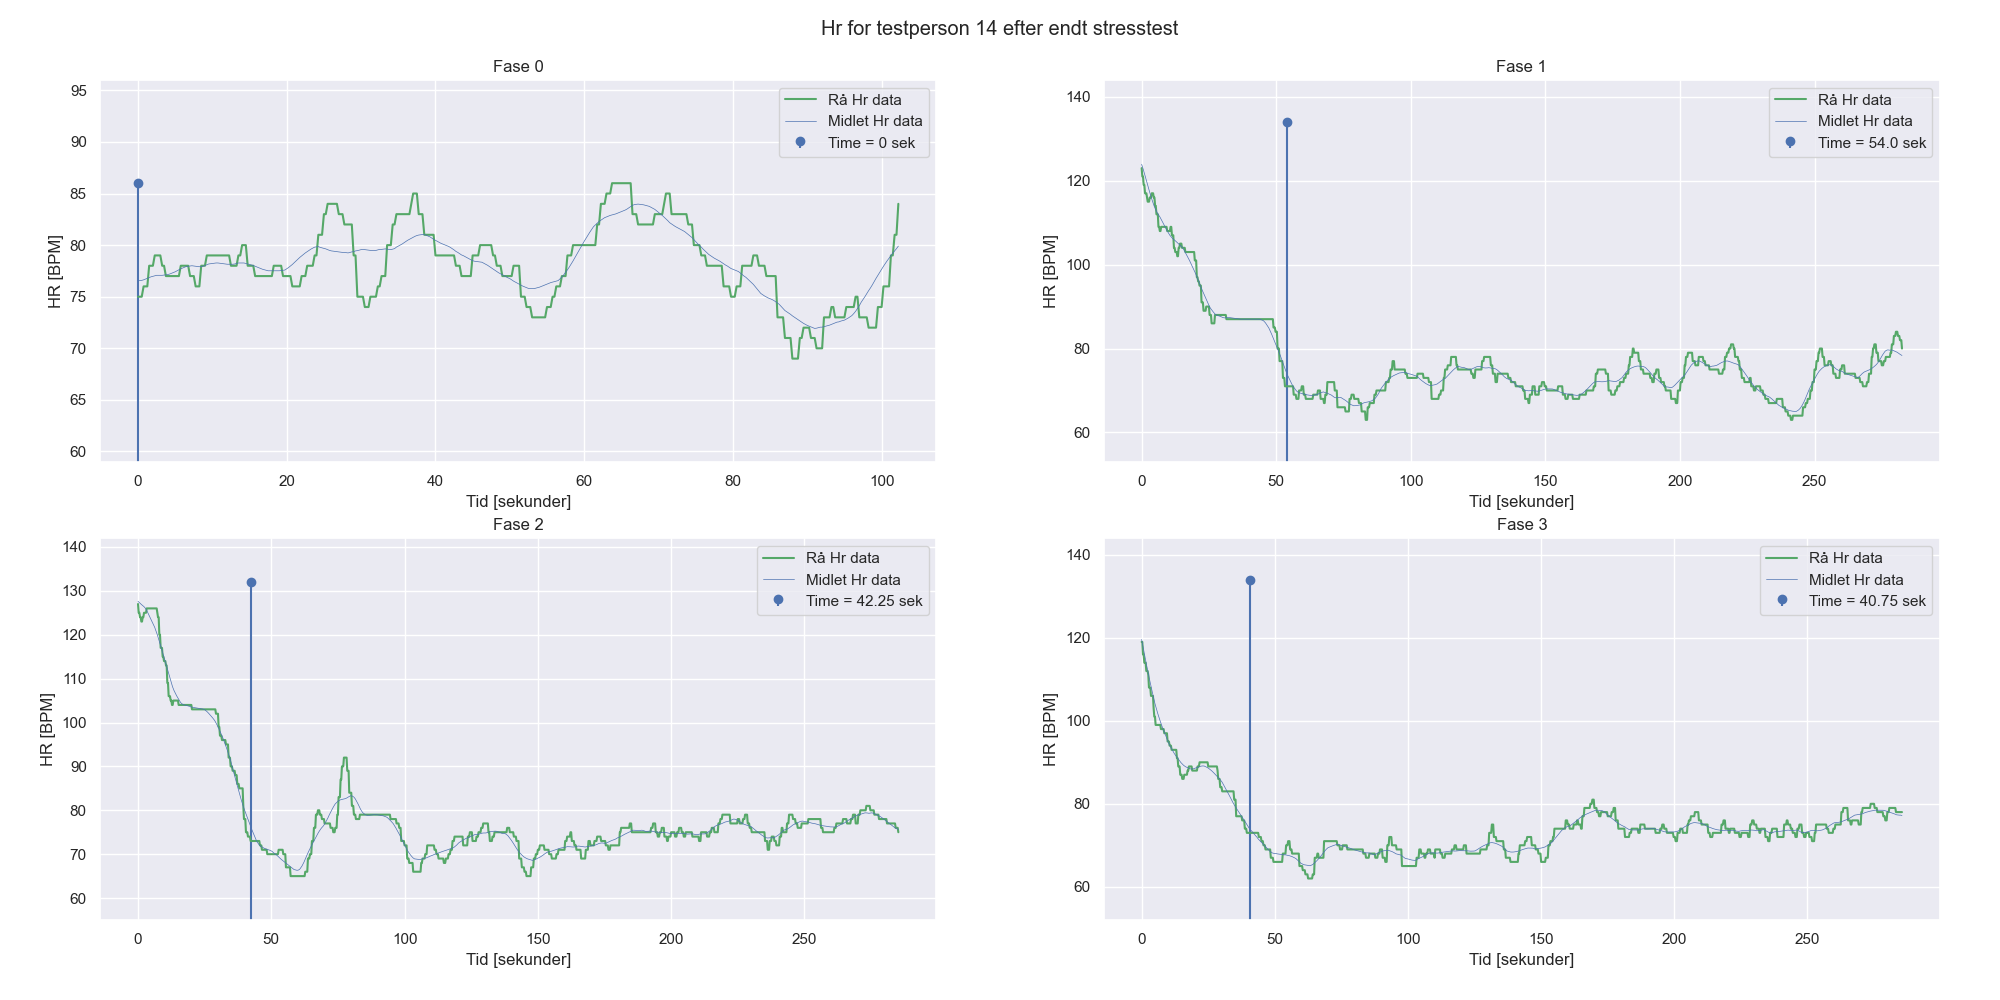 Hr for testperson 14 efter endt stresstest
Fase 0
HR [BPM]
95
90
85
80
75
70
65
60
0 20 40 60 80 100
Tid [sekunder]
Rå Hr data
Midlet Hr data
Time = 0 sek
Fase 1
HR [BPM]
140
120
100
80
60
0 50 100 150 200 250
Tid [sekunder]
Rå Hr data
Midlet Hr data
Time = 54.0 sek
Fase 2
HR [BPM]
140
130
120
110
100
90
80
70
60
0 50 100 150 200 250
Tid [sekunder]
Rå Hr data
Midlet Hr data
Time = 42.25 sek
Fase 3
HR [BPM]
140
120
100
80
60
0 50 100 150 200 250
Tid [sekunder]
Rå Hr data
Midlet Hr data
Time = 40.75 sek